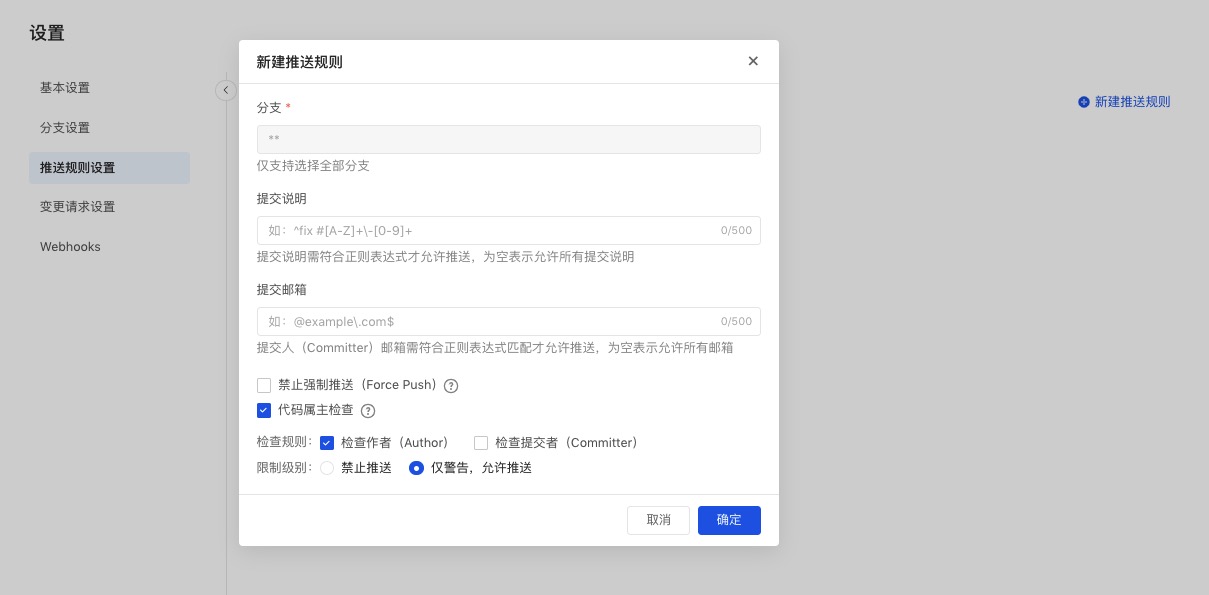 设置
基本设置
分支设置
推送规则设置
变更请求设置
Webhooks
新建推送规则
新建推送规则
分支 *
**
仅支持选择全部分支
提交说明
如：^fix #[A-Z]+\-[0-9]+ 0/500
提交说明需符合正则表达式才允许推送，为空表示允许所有提交说明
提交邮箱
如：@example\.com$ 0/500
提交人（Committer）邮箱需符合正则表达式匹配才允许推送，为空表示允许所有邮箱
禁止强制推送（Force Push） ?
代码属主检查 ?
检查规则： 检查作者（Author） 检查提交者（Committer）
限制级别： 禁止推送 仅警告，允许推送
取消 确定